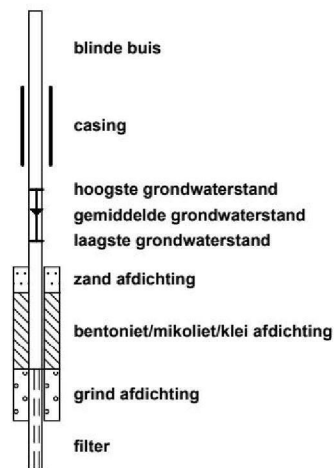 blinde buis
casing
hoogste grondwaterstand
gemiddelde grondwaterstand
laagste grondwaterstand
zand afdichting
bentoniet/mikoliet/klei afdichting
grind afdichting
filter